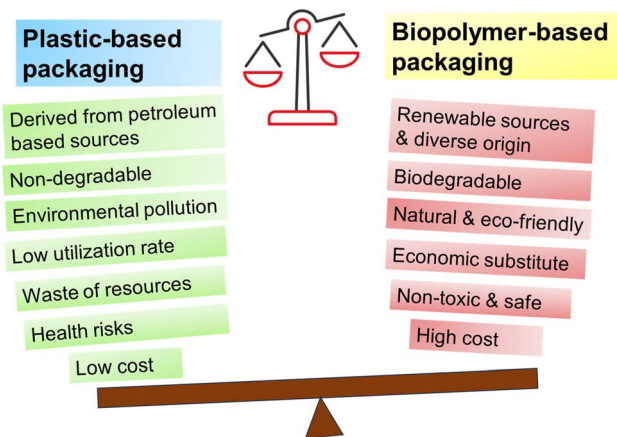 Plastic-based
packaging
Derived from petroleum
based sources
Non-degradable
Environmental pollution
Low utilization rate
Waste of resources
Health risks
Low cost
Biopolymer-based
packaging
Renewable sources
& diverse origin
Biodegradable
Natural & eco-friendly
Economic substitute
Non-toxic & safe
High cost